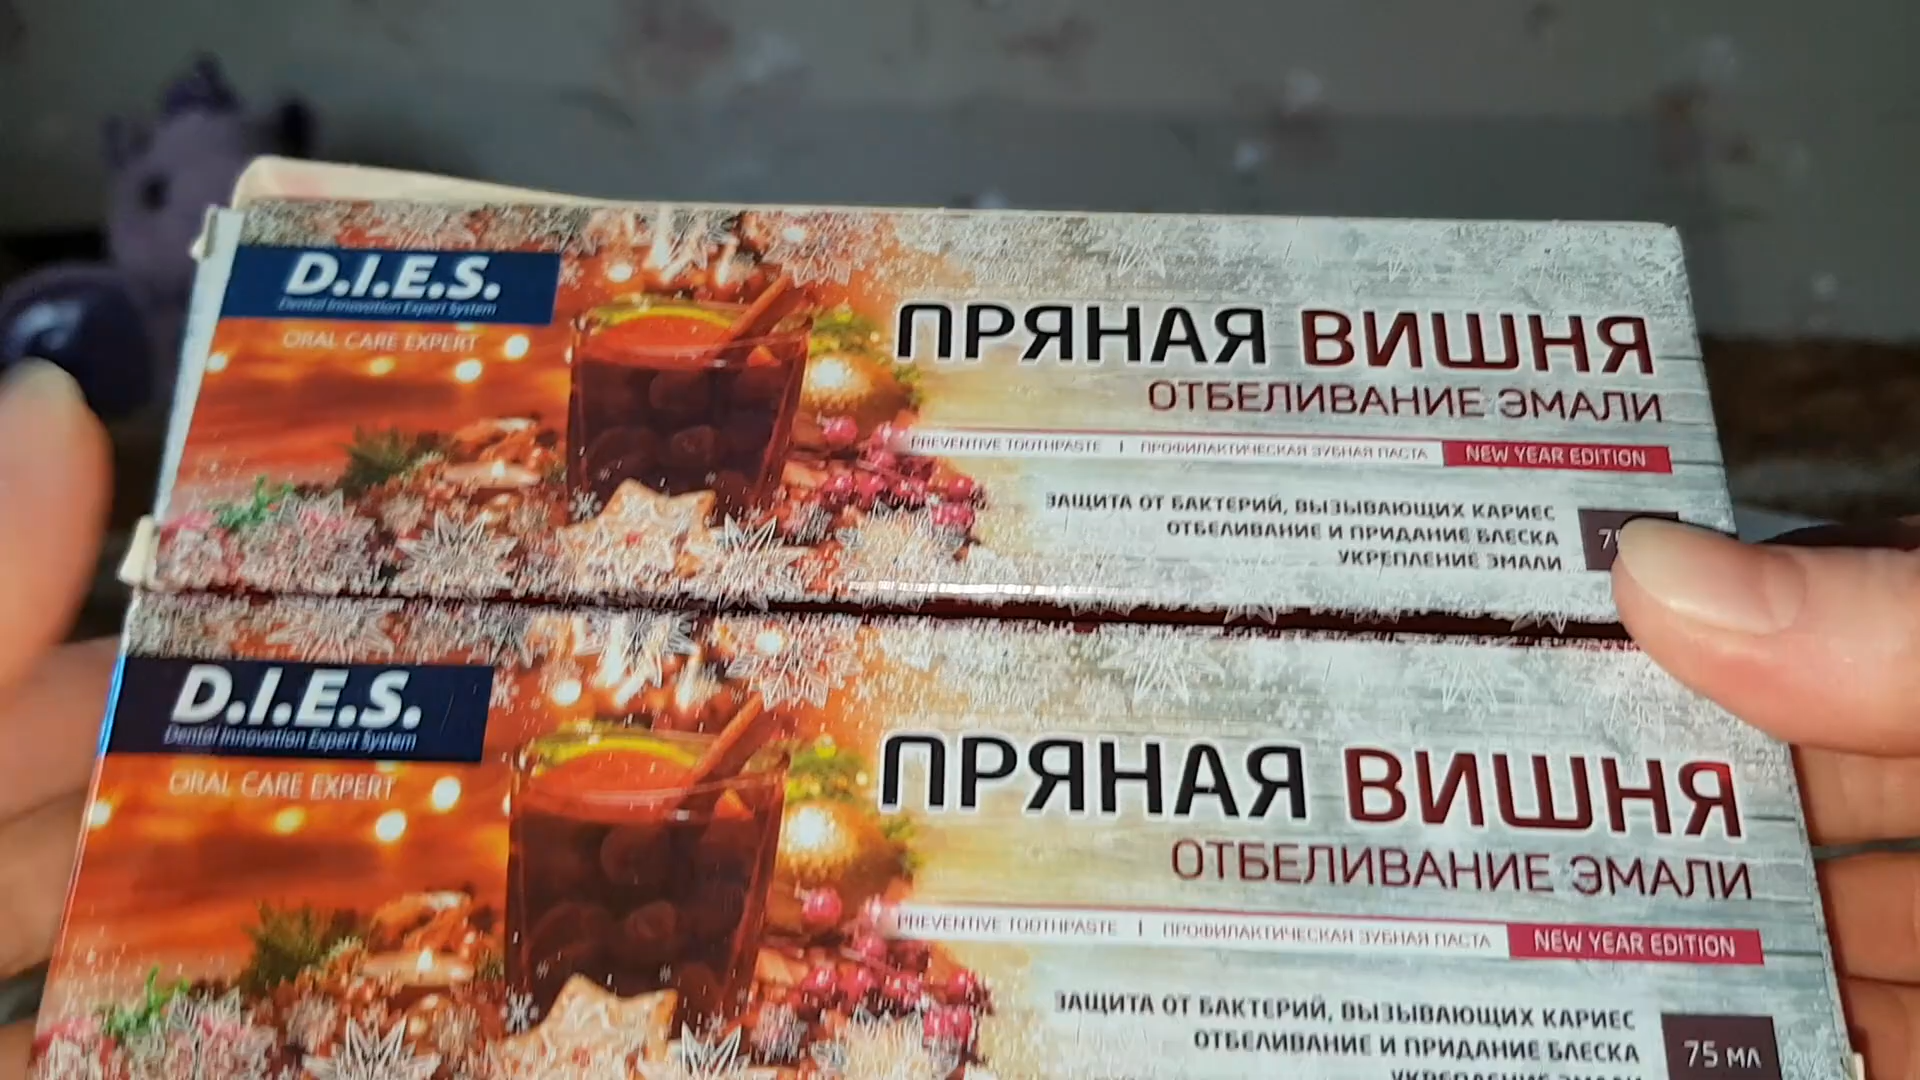 D.I.E.S.
Dental Innovation Expert System
ORAL CARE EXPERT
ПРЯНАЯ ВИШНЯ
ОТБЕЛИВАНИЕ ЭМАЛИ
PREVENTIVE TOOTHPASTE | ПРОФИЛАКТИЧЕСКАЯ ЗУБНАЯ ПАСТА NEW YEAR EDITION
ЗАЩИТА ОТ БАКТЕРИЙ, ВЫЗЫВАЮЩИХ КАРИЕС
ОТБЕЛИВАНИЕ И ПРИДАНИЕ БЛЕСКА
УКРЕПЛЕНИЕ ЭМАЛИ
D.I.E.S.
Dental Innovation Expert System
ORAL CARE EXPERT
ПРЯНАЯ ВИШНЯ
ОТБЕЛИВАНИЕ ЭМАЛИ
PREVENTIVE TOOTHPASTE | ПРОФИЛАКТИЧЕСКАЯ ЗУБНАЯ ПАСТА NEW YEAR EDITION
ЗАЩИТА ОТ БАКТЕРИЙ, ВЫЗЫВАЮЩИХ КАРИЕС
ОТБЕЛИВАНИЕ И ПРИДАНИЕ БЛЕСКА
75 МЛ
УКРЕПЛЕНИЕ ЭМАЛИ